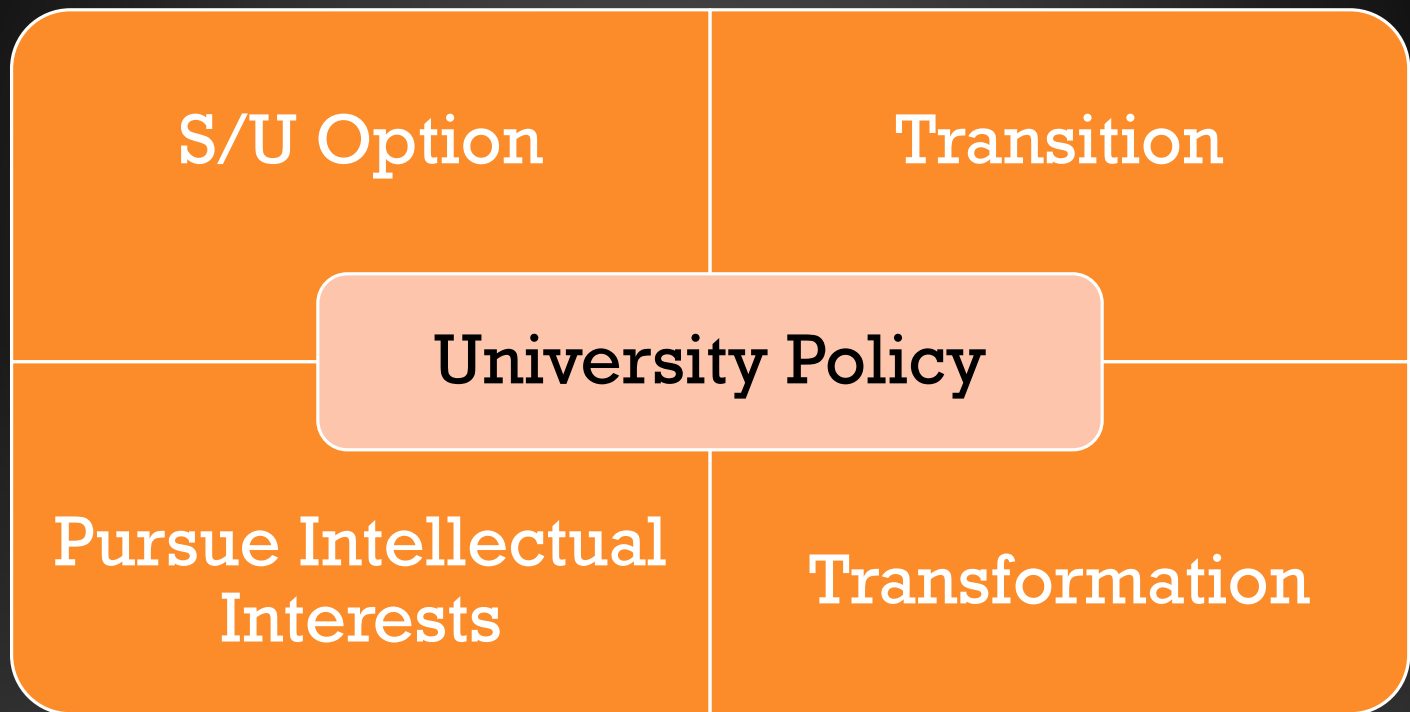 S/U Option
Transition
University Policy
Pursue Intellectual
Interests
Transformation